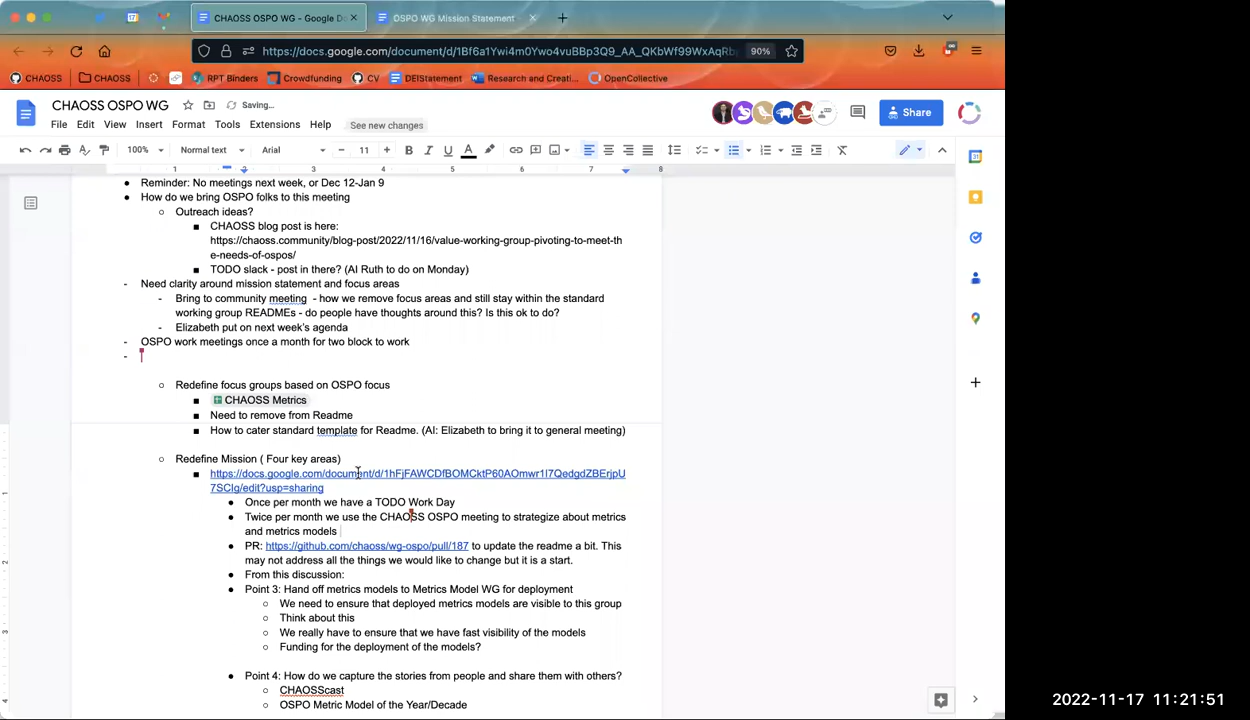 CHAOSS OSPO WG - Google Do
OSPO WG Mission Statement
https://docs.google.com/document/d/1Bf6a1Ywi4m0Ywo4vuBBp3Q9_AA_QKbWf99WxAqRb
90%
CHAOSS
CHAOSS
RPT Binders
Crowdfunding
CV
DEIStatement
Research and Creati...
OpenCollective
CHAOSS OSPO WG
Saving...
File Edit View Insert Format Tools Extensions Help
See new changes
Share
100%
Normal text
Arial
11
1 2 3 4 5 6 7 8
● Reminder: No meetings next week, or Dec 12-Jan 9
● How do we bring OSPO folks to this meeting
○ Outreach ideas?
■ CHAOSS blog post is here:
https://chaoss.community/blog-post/2022/11/16/value-working-group-pivoting-to-meet-th
e-needs-of-ospos/
■ TODO slack - post in there? (AI Ruth to do on Monday)
- Need clarity around mission statement and focus areas
- Bring to community meeting - how we remove focus areas and still stay within the standard
working group READMEs - do people have thoughts around this? Is this ok to do?
- Elizabeth put on next week's agenda
- OSPO work meetings once a month for two block to work
-
○ Redefine focus groups based on OSPO focus
■ CHAOSS Metrics
■ Need to remove from Readme
■ How to cater standard template for Readme. (AI: Elizabeth to bring it to general meeting)
○ Redefine Mission ( Four key areas)
■ https://docs.google.com/document/d/1hFjFAWCDfBOMCktP60AOmwr1I7QedgdZBErjpU
7SCIg/edit?usp=sharing
● Once per month we have a TODO Work Day
● Twice per month we use the CHAOSS OSPO meeting to strategize about metrics
and metrics models
● PR: https://github.com/chaoss/wg-ospo/pull/187 to update the readme a bit. This
may not address all the things we would like to change but it is a start.
● From this discussion:
● Point 3: Hand off metrics models to Metrics Model WG for deployment
○ We need to ensure that deployed metrics models are visible to this group
○ Think about this
○ We really have to ensure that we have fast visibility of the models
○ Funding for the deployment of the models?
● Point 4: How do we capture the stories from people and share them with others?
○ CHAOSScast
○ OSPO Metric Model of the Year/Decade
2022-11-17 11:21:51